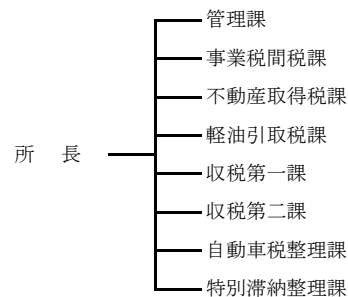 管理課
事業税間税課
不動産取得税課
軽油引取税課
所　長
収税第一課
収税第二課
自動車税整理課
特別滞納整理課